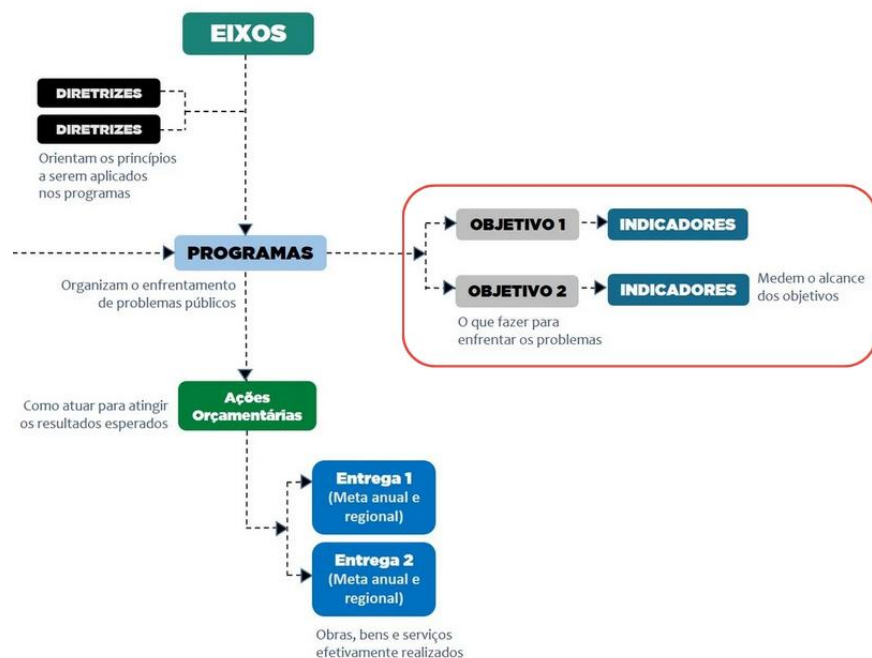 EIXOS
DIRETRIZES
DIRETRIZES
Orientam os princípios
a serem aplicados
nos programas
PROGRAMAS
Organizam o enfrentamento
de problemas públicos
OBJETIVO 1
INDICADORES
OBJETIVO 2
INDICADORES
Medem o alcance
dos objetivos
O que fazer para
enfrentar os problemas
Como atuar para atingir
os resultados esperados
Ações
Orçamentárias
Entrega 1
(Meta anual e
regional)
Entrega 2
(Meta anual e
regional)
Obras, bens e serviços
efetivamente realizados